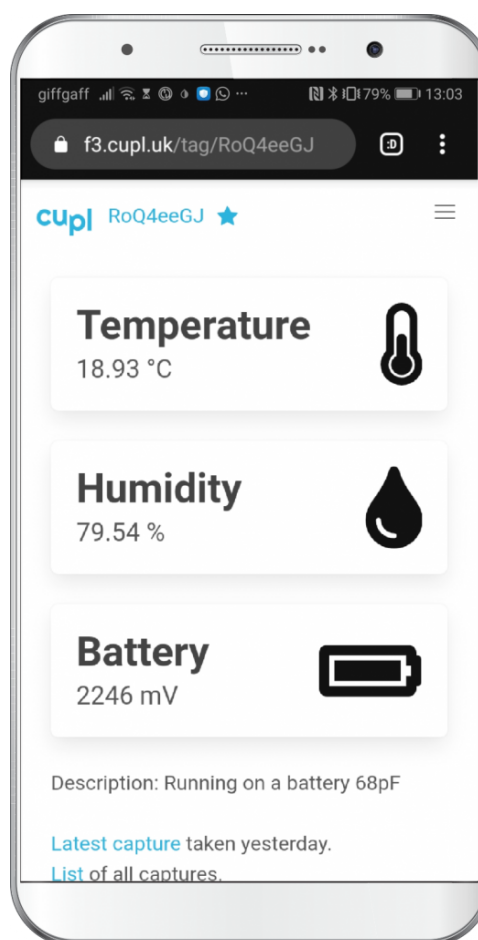 giffgaff 79% 13:03
f3.cupl.uk/tag/RoQ4eeGJ :D
cupl RoQ4eeGJ
Temperature
18.93 °C
Humidity
79.54 %
Battery
2246 mV
Description: Running on a battery 68pF
Latest capture taken yesterday.
List of all captures.